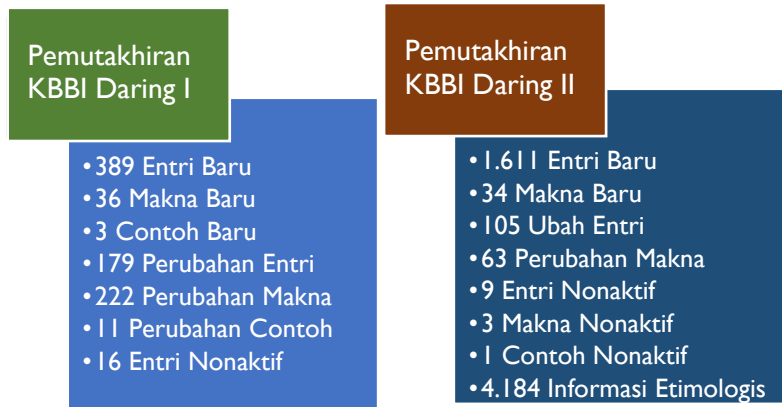 Pemutakhiran
KBBI Daring I
•389 Entri Baru
•36 Makna Baru
•3 Contoh Baru
•179 Perubahan Entri
•222 Perubahan Makna
•11 Perubahan Contoh
•16 Entri Nonaktif
Pemutakhiran
KBBI Daring II
•1.611 Entri Baru
•34 Makna Baru
•105 Ubah Entri
•63 Perubahan Makna
•9 Entri Nonaktif
•3 Makna Nonaktif
•1 Contoh Nonaktif
•4.184 Informasi Etimologis